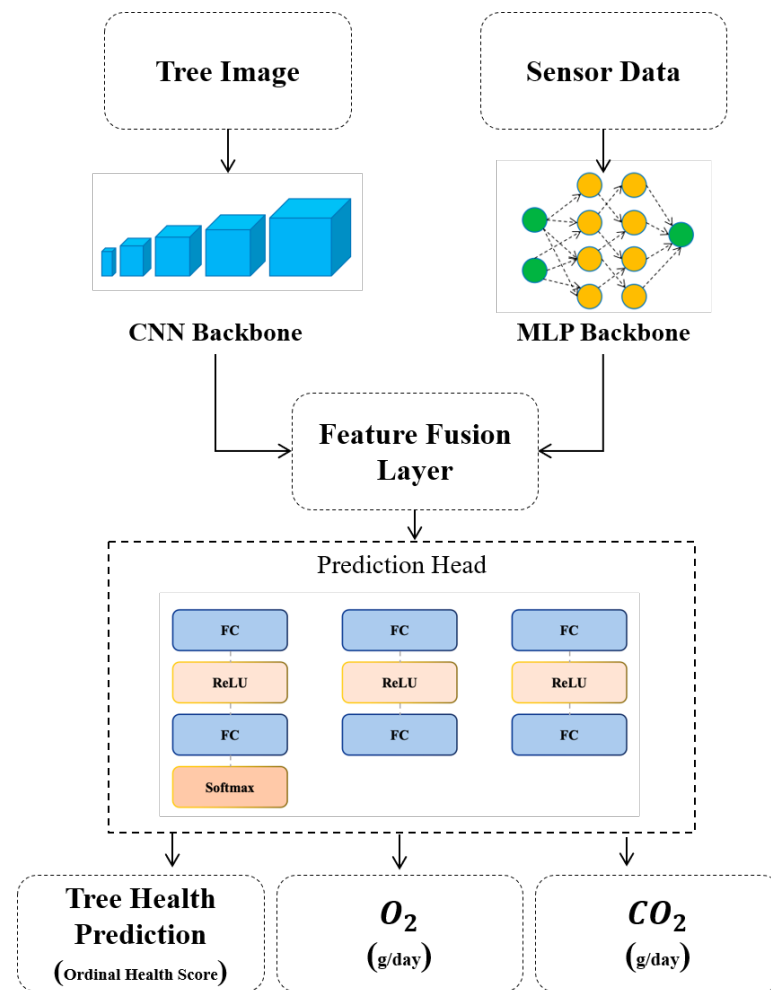 Tree Image
Sensor Data
CNN Backbone
MLP Backbone
Feature Fusion
Layer
Prediction Head
FC
FC
FC
ReLU
ReLU
ReLU
FC
FC
FC
Softmax
Tree Health
Prediction
(Ordinal Health Score)
O₂
(g/day)
CO₂
(g/day)